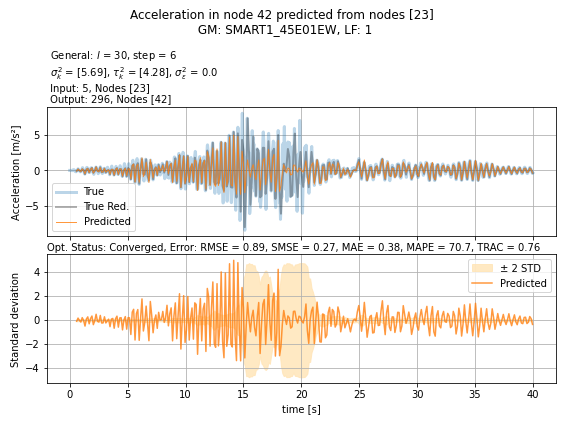 Acceleration in node 42 predicted from nodes [23]
GM: SMART1_45E01EW, LF: 1
General: l = 30, step = 6
σ²ₖ = [5.69], τ²ₖ = [4.28], σ²ε = 0.0
Input: 5, Nodes [23]
Output: 296, Nodes [42]
Acceleration [m/s²]
5
0
−5
True
True Red.
Predicted
Opt. Status: Converged, Error: RMSE = 0.89, SMSE = 0.27, MAE = 0.38, MAPE = 70.7, TRAC = 0.76
Standard deviation
4
2
0
−2
−4
± 2 STD
Predicted
0 5 10 15 20 25 30 35 40
time [s]